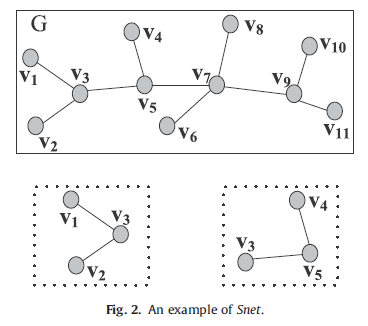 G
v4
v8
v10
v1
v3
v7
v9
v5
v6
v11
v2
v1
v3
v2
v4
v3
v5
Fig. 2. An example of Snet.